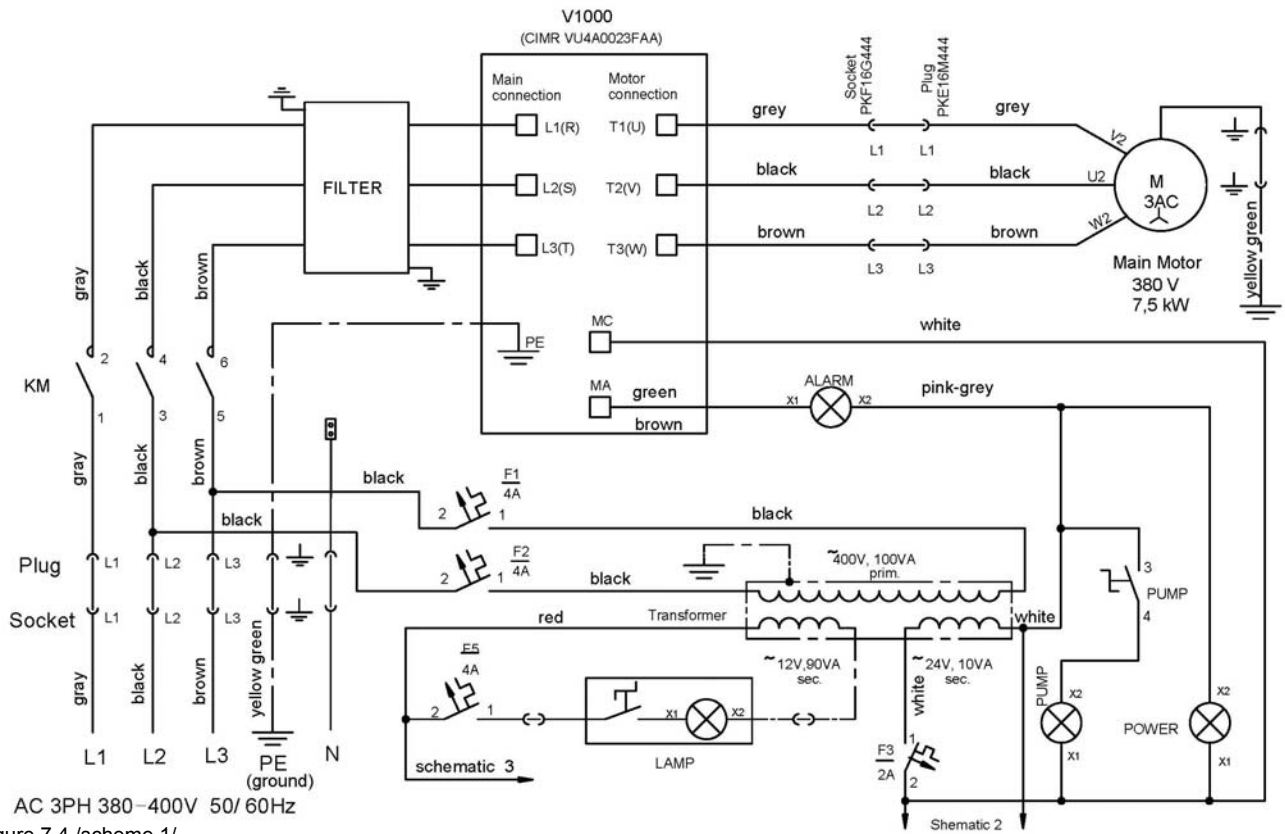 V1000
(CIMR VU4A0023FAA)
Main
connection
Motor
connection
Socket
PKF16G444
Plug
PKE16M444
L1(R)
T1(U)
grey
grey
L1
L1
V2
FILTER
L2(S)
T2(V)
black
black
U2
M
3AC
L2
L2
L3(T)
T3(W)
brown
brown
W2
L3
L3
Main Motor
380 V
7,5 kW
yellow green
gray
black
brown
PE
MC
white
KM
2
4
6
1
3
5
MA
green
brown
ALARM
X1
X2
pink-grey
gray
black
brown
black
F1
4A
2
1
black
black
F2
4A
2
1
black
~400V, 100VA
prim.
Plug
L1
L2
L3
Socket
L1
L2
L3
red
Transformer
white
3
PUMP
4
~12V,90VA
sec.
~24V, 10VA
sec.
gray
black
brown
yellow green
F5
4A
2
1
X1
X2
LAMP
white
1
F3
2A
2
PUMP
X2
X1
POWER
X2
X1
L1
L2
L3
PE
(ground)
N
schematic 3
AC 3PH 380-400V 50/ 60Hz
Shematic 2
gure 7.4 /scheme 1/